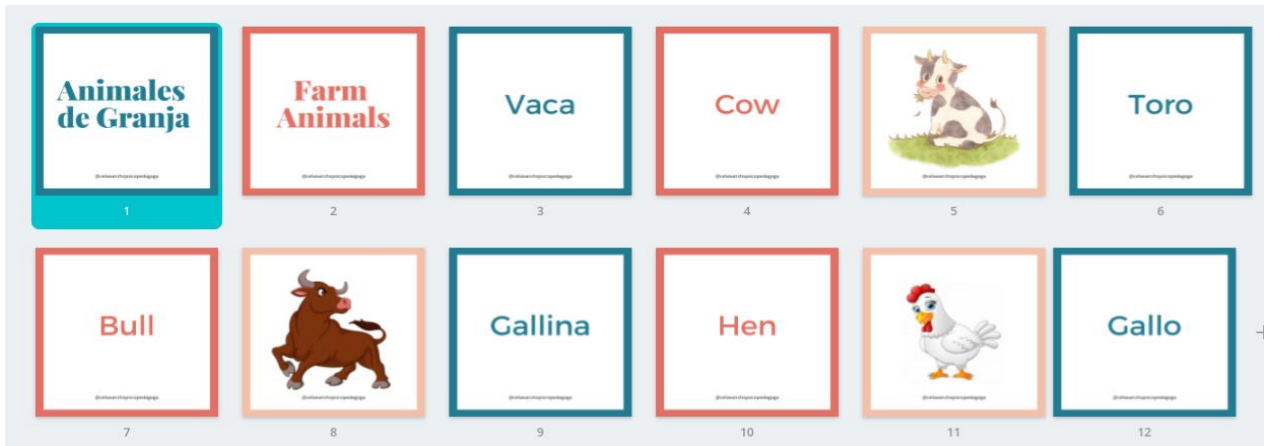 Animales
de Granja
Farm
Animals
Vaca
Cow
Toro
1
2
3
4
5
6
Bull
Gallina
Hen
Gallo
7
8
9
10
11
12